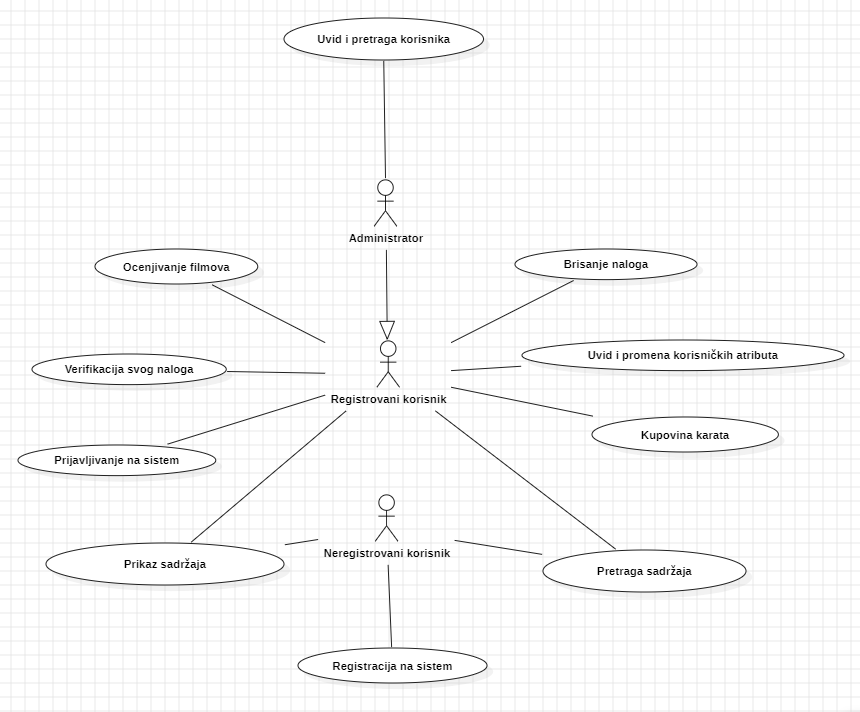 Uvid i pretraga korisnika
Administrator
Ocenjivanje filmova
Brisanje naloga
Uvid i promena korisničkih atributa
Verifikacija svog naloga
Registrovani korisnik
Kupovina karata
Prijavljivanje na sistem
Neregistrovani korisnik
Prikaz sadržaja
Pretraga sadržaja
Registracija na sistem